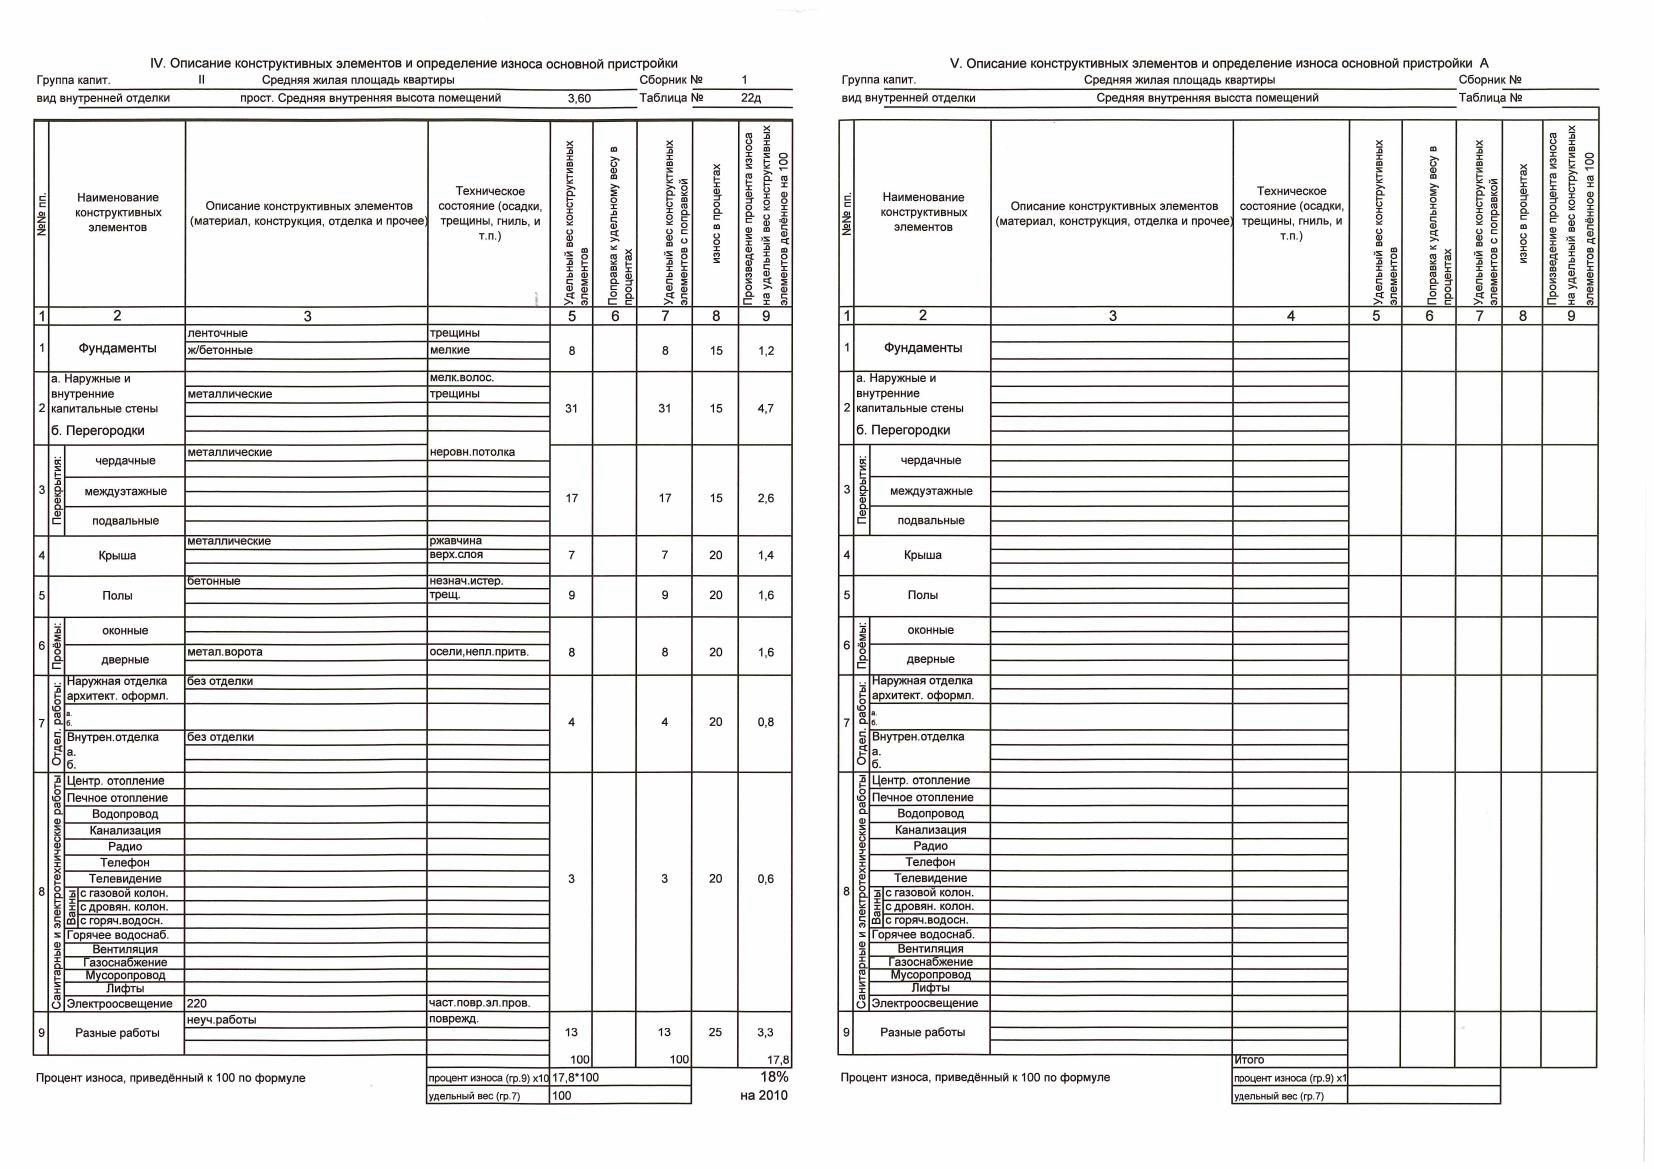 IV. Описание конструктивных элементов и определение износа основной пристройки
Группа капит. II Средняя жилая площадь квартиры Сборник № 1
вид внутренней отделки прост. Средняя внутренняя высота помещений 3,60 Таблица № 22д
№№ пп.
Наименование конструктивных элементов
Описание конструктивных элементов (материал, конструкция, отделка и прочее)
Техническое состояние (осадки, трещины, гниль, и т.п.)
Удельный вес конструктивных элементов
Поправка к удельному весу в процентах
Удельный вес конструктивных элементов с поправкой
износ в процентах
Произведение процента износа на удельный вес конструктивных элементов делённое на 100
1 2 3 5 6 7 8 9
1 Фундаменты ленточные трещины
ж/бетонные мелкие 8 8 15 1,2
а. Наружные и мелк.волос.
внутренние металлические трещины
2 капитальные стены 31 31 15 4,7
б. Перегородки
3 Перекрытия:
чердачные металлические неровн.потолка
междуэтажные 17 17 15 2,6
подвальные
4 Крыша металлические ржавчина
верх.слоя 7 7 20 1,4
5 Полы бетонные незнач.истер.
трещ. 9 9 20 1,6
6 Проёмы:
оконные
дверные метал.ворота осели,непл.притв. 8 8 20 1,6
7 Отдел. работы:
Наружная отделка без отделки
архитект. оформл.
а.
б. 4 4 20 0,8
Внутрен.отделка без отделки
а.
б.
8 Санитарные и электротехнические работы
Центр. отопление
Печное отопление
Водопровод
Канализация
Радио
Телефон
Телевидение 3 3 20 0,6
Ванны
с газовой колон.
с дровян. колон.
с горяч.водосн.
Горячее водоснаб.
Вентиляция
Газоснабжение
Мусоропровод
Лифты
Электроосвещение 220 част.повр.эл.пров.
9 Разные работы неуч.работы поврежд. 13 13 25 3,3
100 100 17,8
Процент износа, приведённый к 100 по формуле процент износа (гр.9) х10 17,8*100 18%
удельный вес (гр.7) 100 на 2010
V. Описание конструктивных элементов и определение износа основной пристройки А
Группа капит. Средняя жилая площадь квартиры Сборник №
вид внутренней отделки Средняя внутренняя высста помещений Таблица №
№№ пп.
Наименование конструктивных элементов
Описание конструктивных элементов (материал, конструкция, отделка и прочее)
Техническое состояние (осадки, трещины, гниль, и т.п.)
Удельный вес конструктивных элементов
Поправка к удельному весу в процентах
Удельный вес конструктивных элементов с поправкой
износ в процентах
Произведение процента износа на удельный вес конструктивных элементов делённое на 100
1 2 3 4 5 6 7 8 9
1 Фундаменты
а. Наружные и
внутренние
2 капитальные стены
б. Перегородки
3 Перекрытия:
чердачные
междуэтажные
подвальные
4 Крыша
5 Полы
6 Проёмы:
оконные
дверные
7 Отдел. работы:
Наружная отделка
архитект. оформл.
а.
б.
Внутрен.отделка
а.
б.
8 Санитарные и электротехнические работы
Центр. отопление
Печное отопление
Водопровод
Канализация
Радио
Телефон
Телевидение
Ванны
с газовой колон.
с дровян. колон.
с горяч.водосн.
Горячее водоснаб.
Вентиляция
Газоснабжение
Мусоропровод
Лифты
Электроосвещение
9 Разные работы
Итого
Процент износа, приведённый к 100 по формуле процент износа (гр.9) х1
удельный вес (гр.7)